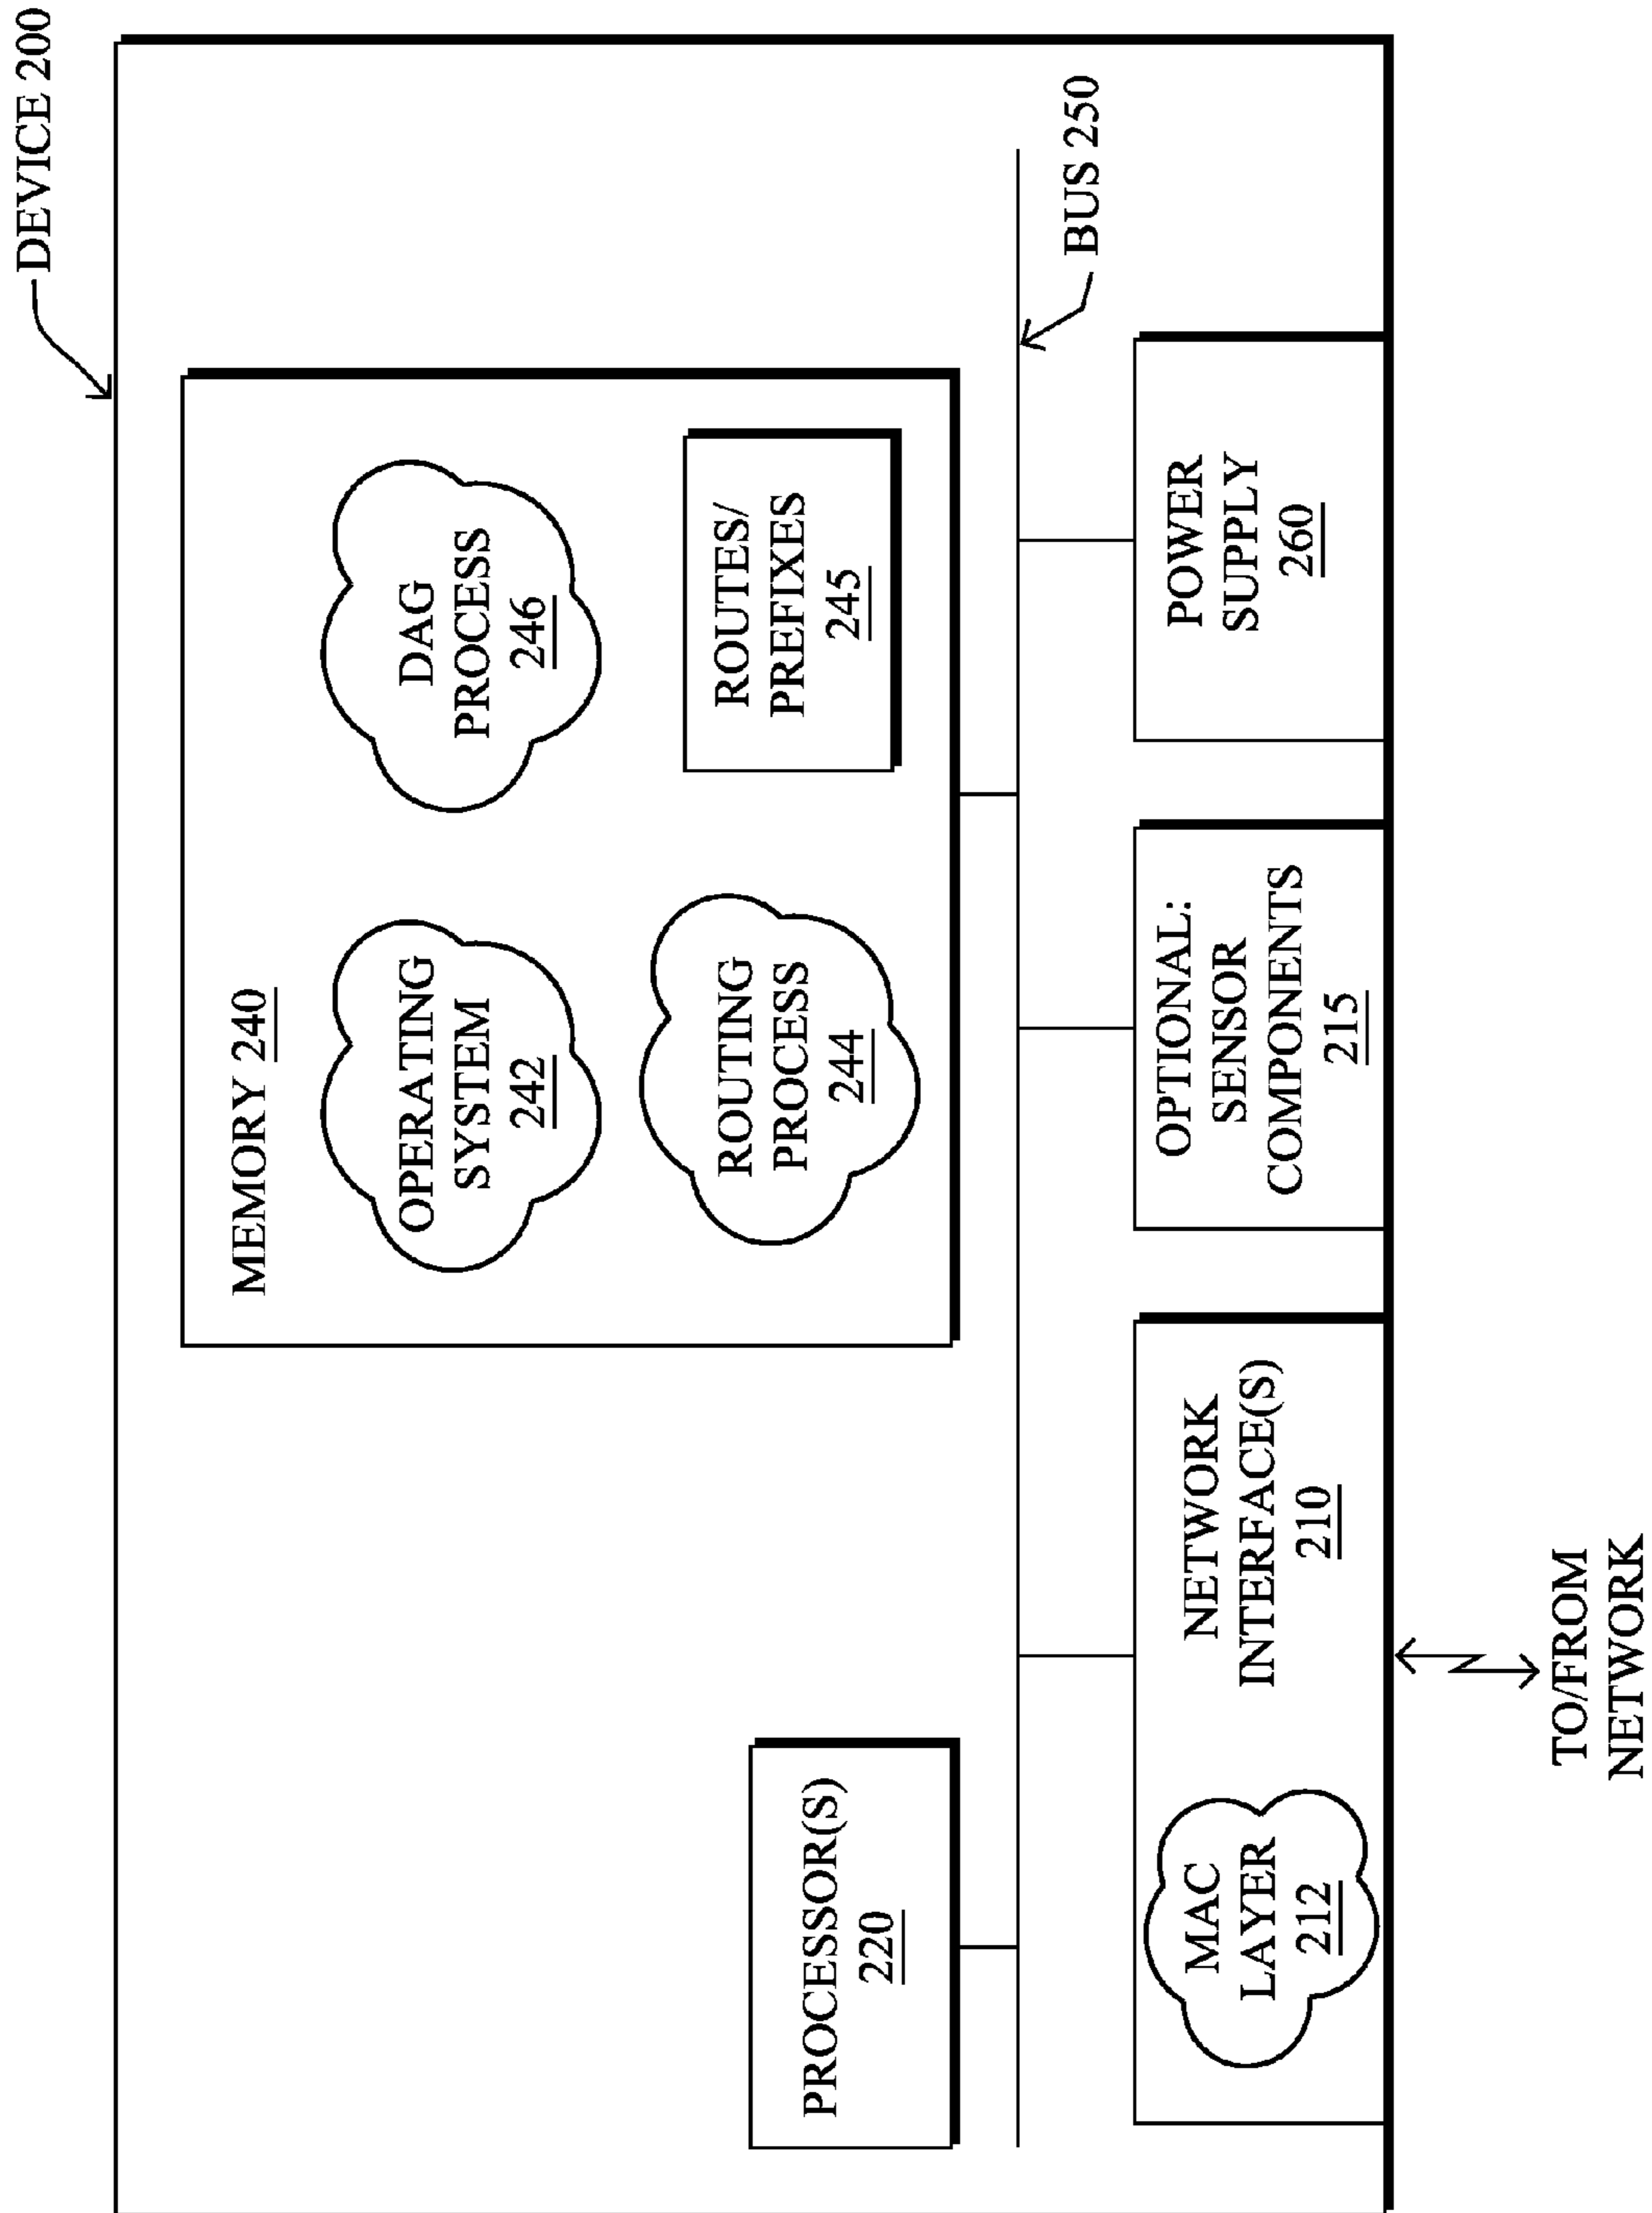 DEVICE 200
MEMORY 240
OPERATING
SYSTEM
242
DAG
PROCESS
246
ROUTING
PROCESS
244
ROUTES/
PREFIXES
245
PROCESSOR(S)
220
BUS 250
MAC
LAYER
212
NETWORK
INTERFACE(S)
210
OPTIONAL:
SENSOR
COMPONENTS
215
POWER
SUPPLY
260
TO/FROM
NETWORK